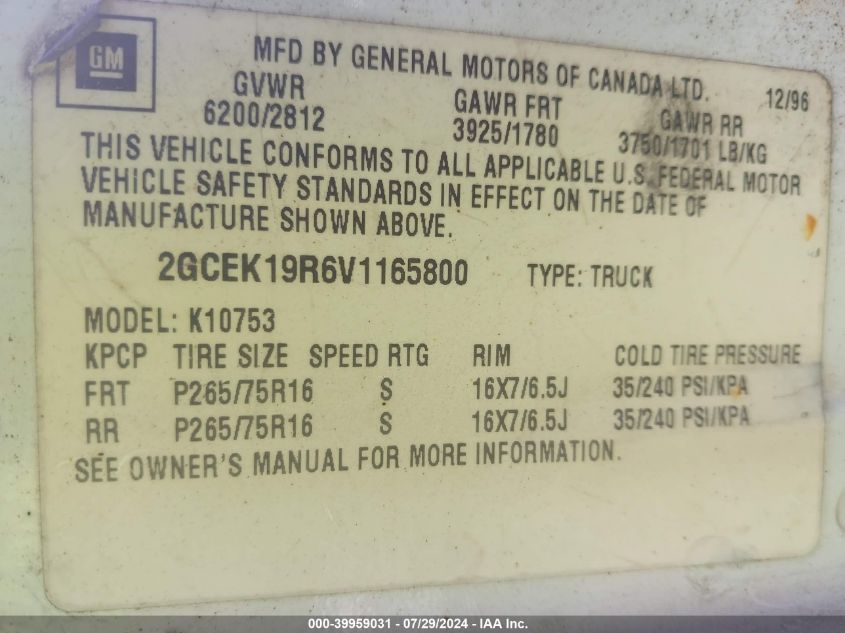 GM
MFD BY GENERAL MOTORS OF CANADA LTD. 12/96
GVWR GAWR FRT GAWR RR
6200/2812 3925/1780 3750/1701 LB/KG
THIS VEHICLE CONFORMS TO ALL APPLICABLE U.S. FEDERAL MOTOR
VEHICLE SAFETY STANDARDS IN EFFECT ON THE DATE OF
MANUFACTURE SHOWN ABOVE.
2GCEK19R6V1165800 TYPE: TRUCK
MODEL: K10753
KPCP TIRE SIZE SPEED RTG RIM COLD TIRE PRESSURE
FRT P265/75R16 S 16X7/6.5J 35/240 PSI/KPA
RR P265/75R16 S 16X7/6.5J 35/240 PSI/KPA
SEE OWNER'S MANUAL FOR MORE INFORMATION.
000-39959031 - 07/29/2024 - IAA Inc.